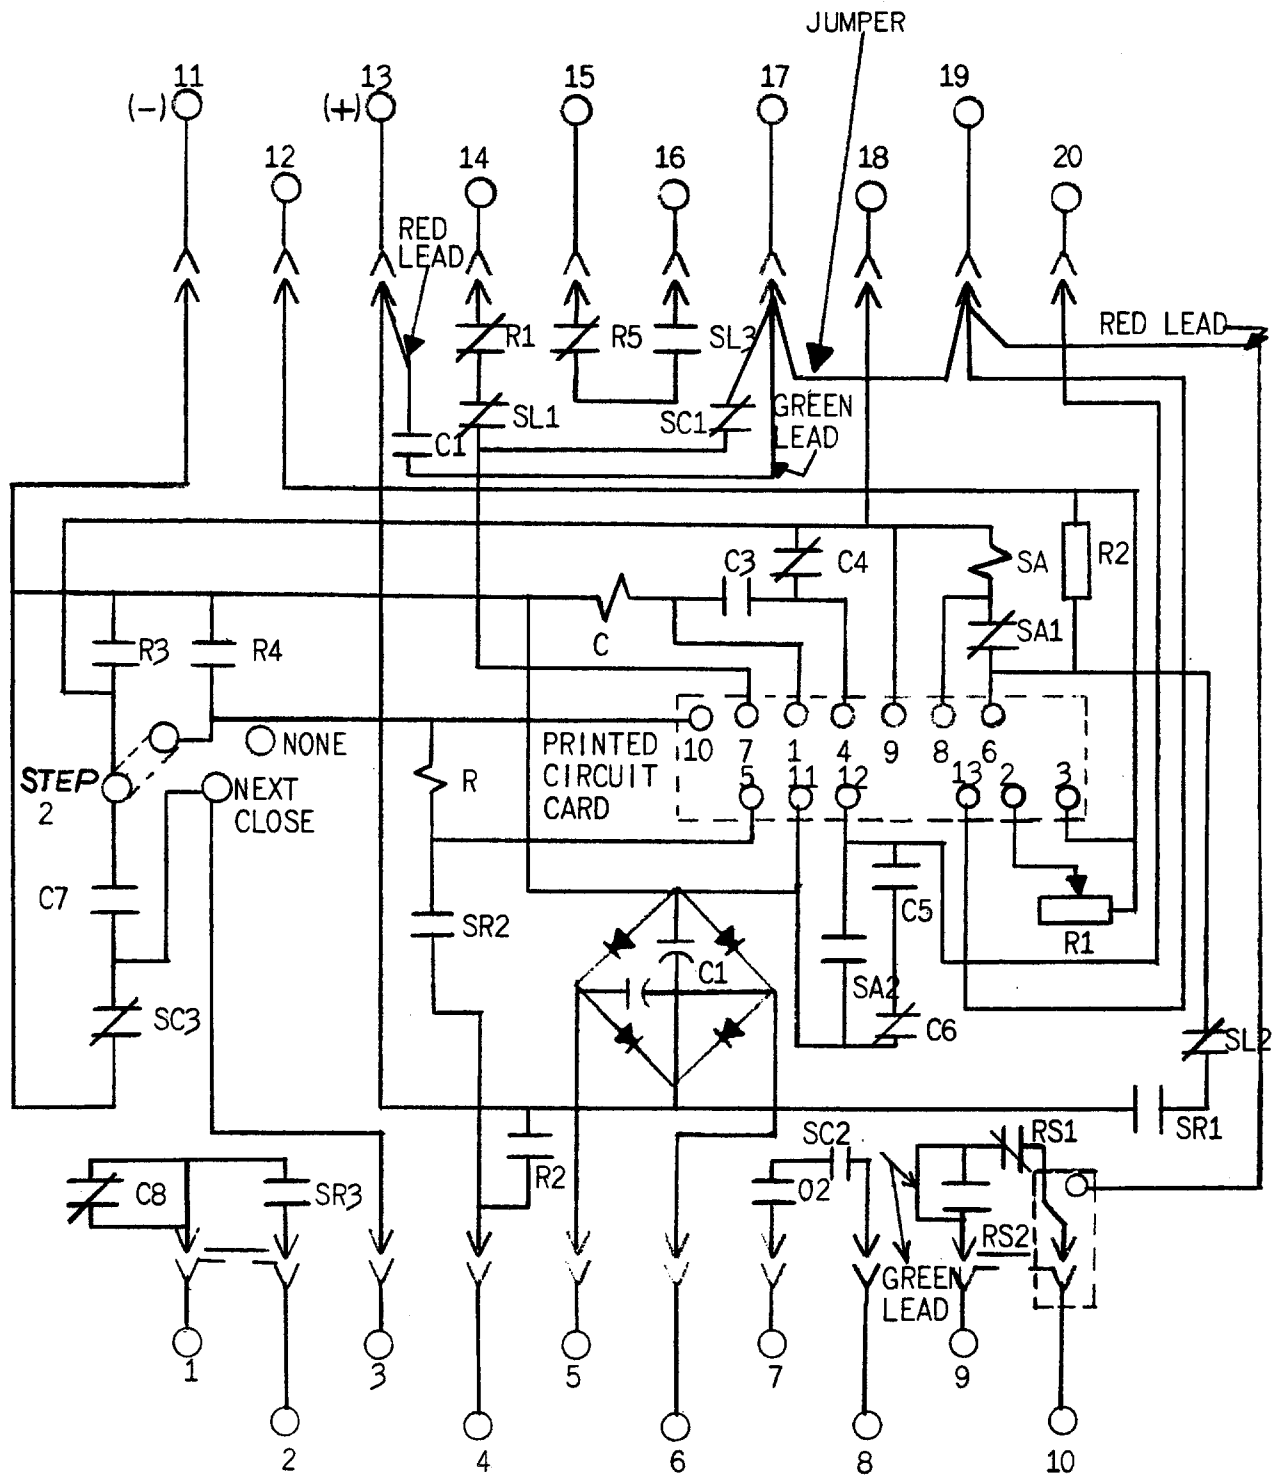 JUMPER
11
13
15
17
19
(-)
(+)
12
14
16
18
20
RED
LEAD
RED LEAD
R1
R5
SL3
SL1
SC1
GREEN
LEAD
C1
C3
C4
SA
R2
C
SA1
R3
R4
NONE
PRINTED
CIRCUIT
CARD
10
7
1
4
9
8
6
5
11
12
13
2
3
R
STEP
2
NEXT
CLOSE
C7
SR2
C5
R1
C1
SA2
C6
SC3
SL2
SR1
R2
SC2
RS1
C8
SR3
02
RS2
GREEN
LEAD
1
3
5
7
9
2
4
6
8
10